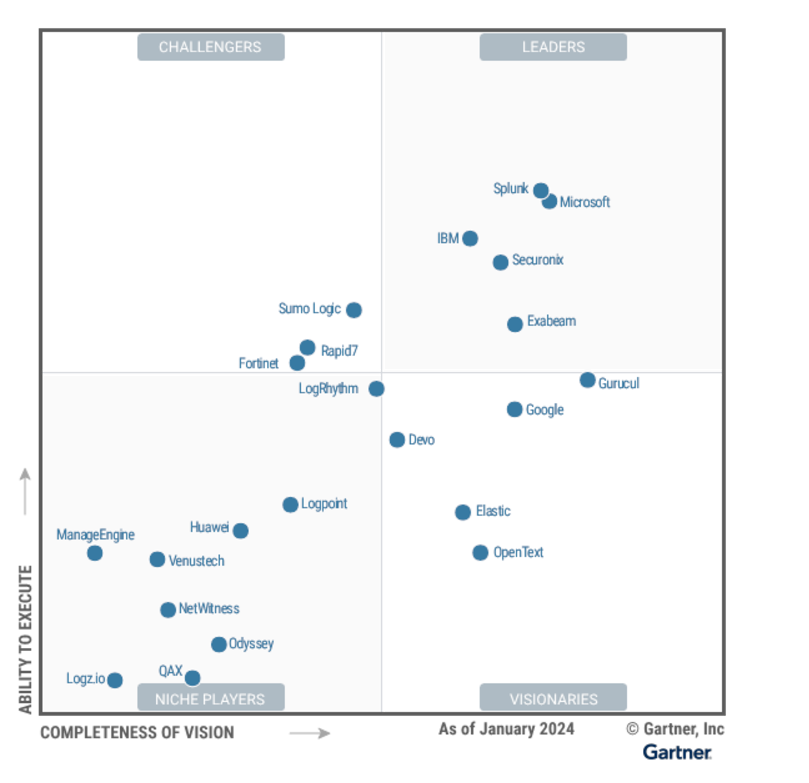 CHALLENGERS
LEADERS
Splunk
Microsoft
IBM
Securonix
Sumo Logic
Exabeam
Rapid7
Fortinet
LogRhythm
Gurucul
Google
Devo
Logpoint
Elastic
Huawei
ManageEngine
Venustech
OpenText
NetWitness
Odyssey
QAX
Logz.io
NICHE PLAYERS
VISIONARIES
ABILITY TO EXECUTE
COMPLETENESS OF VISION
As of January 2024
© Gartner, Inc
Gartner.